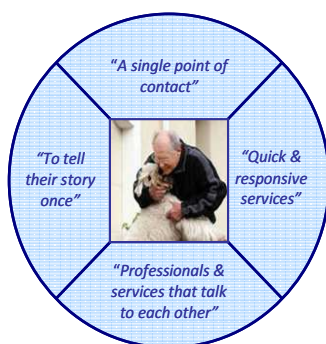 “A single point of
contact”
“To tell
their story
once”
“Quick &
responsive
services”
“Professionals &
services that talk
to each other”